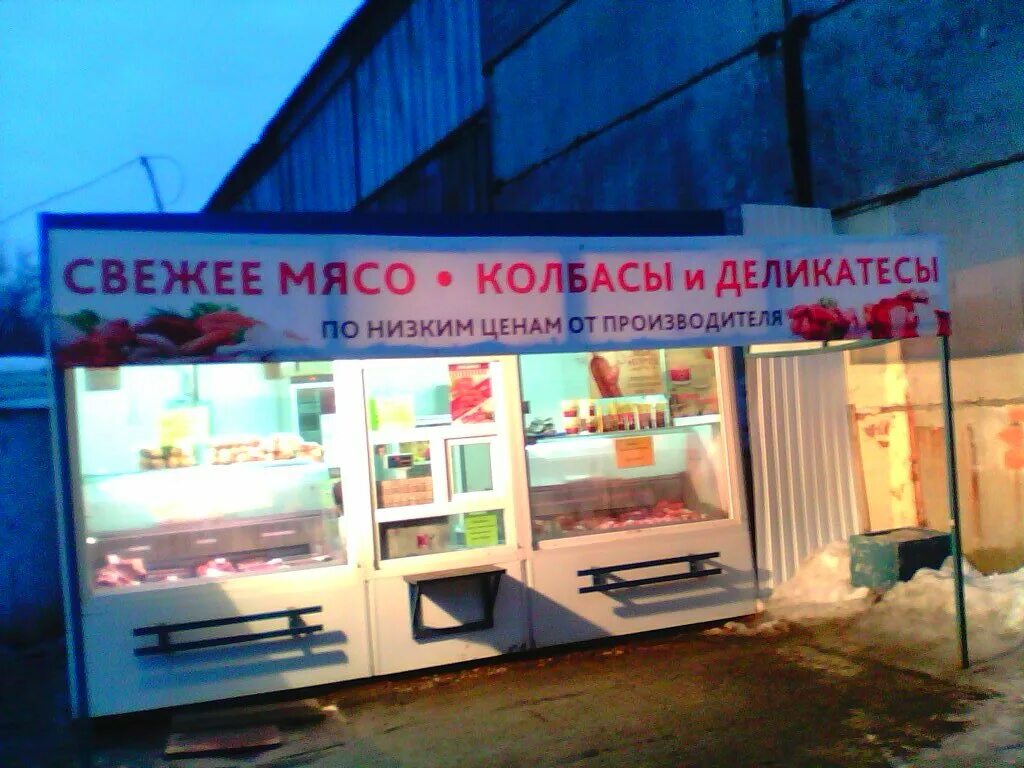 СВЕЖЕЕ МЯСО • КОЛБАСЫ и ДЕЛИКАТЕСЫ
ПО НИЗКИМ ЦЕНАМ ОТ ПРОИЗВОДИТЕЛЯ